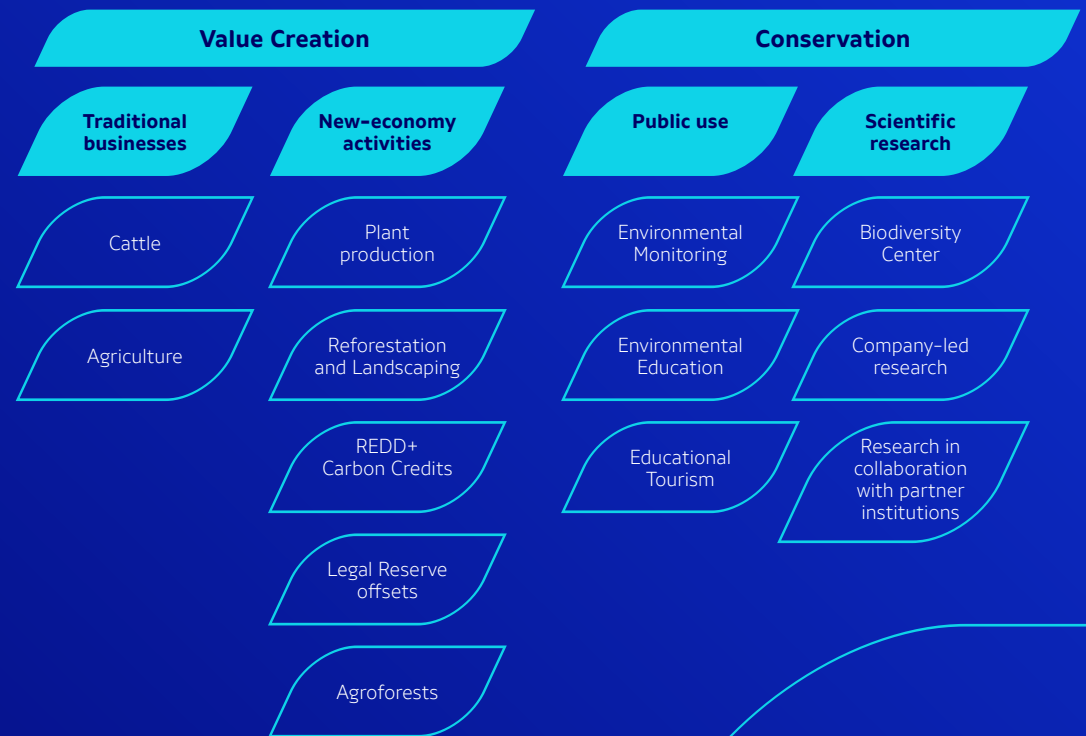 Value Creation
Conservation
Traditional
businesses
New-economy
activities
Public use
Scientific
research
Cattle
Plant
production
Environmental
Monitoring
Biodiversity
Center
Agriculture
Reforestation
and Landscaping
Environmental
Education
Company-led
research
REDD+
Carbon Credits
Educational
Tourism
Research in
collaboration
with partner
institutions
Legal Reserve
offsets
Agroforests